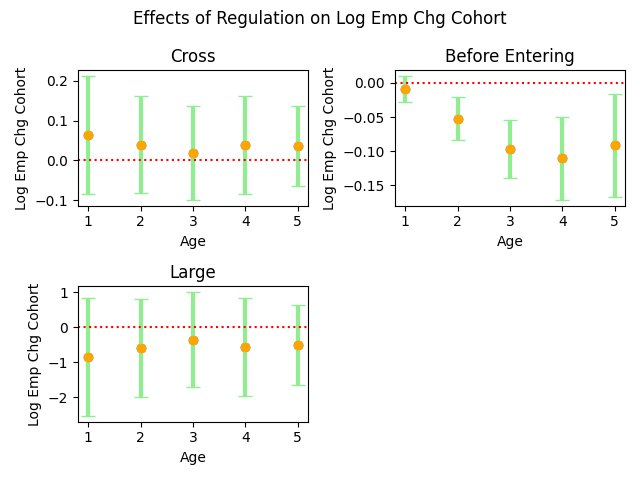 Effects of Regulation on Log Emp Chg Cohort
Cross
Log Emp Chg Cohort
0.2
0.1
0.0
−0.1
1 2 3 4 5
Age
Before Entering
Log Emp Chg Cohort
0.00
−0.05
−0.10
−0.15
1 2 3 4 5
Age
Large
Log Emp Chg Cohort
1
0
−1
−2
1 2 3 4 5
Age